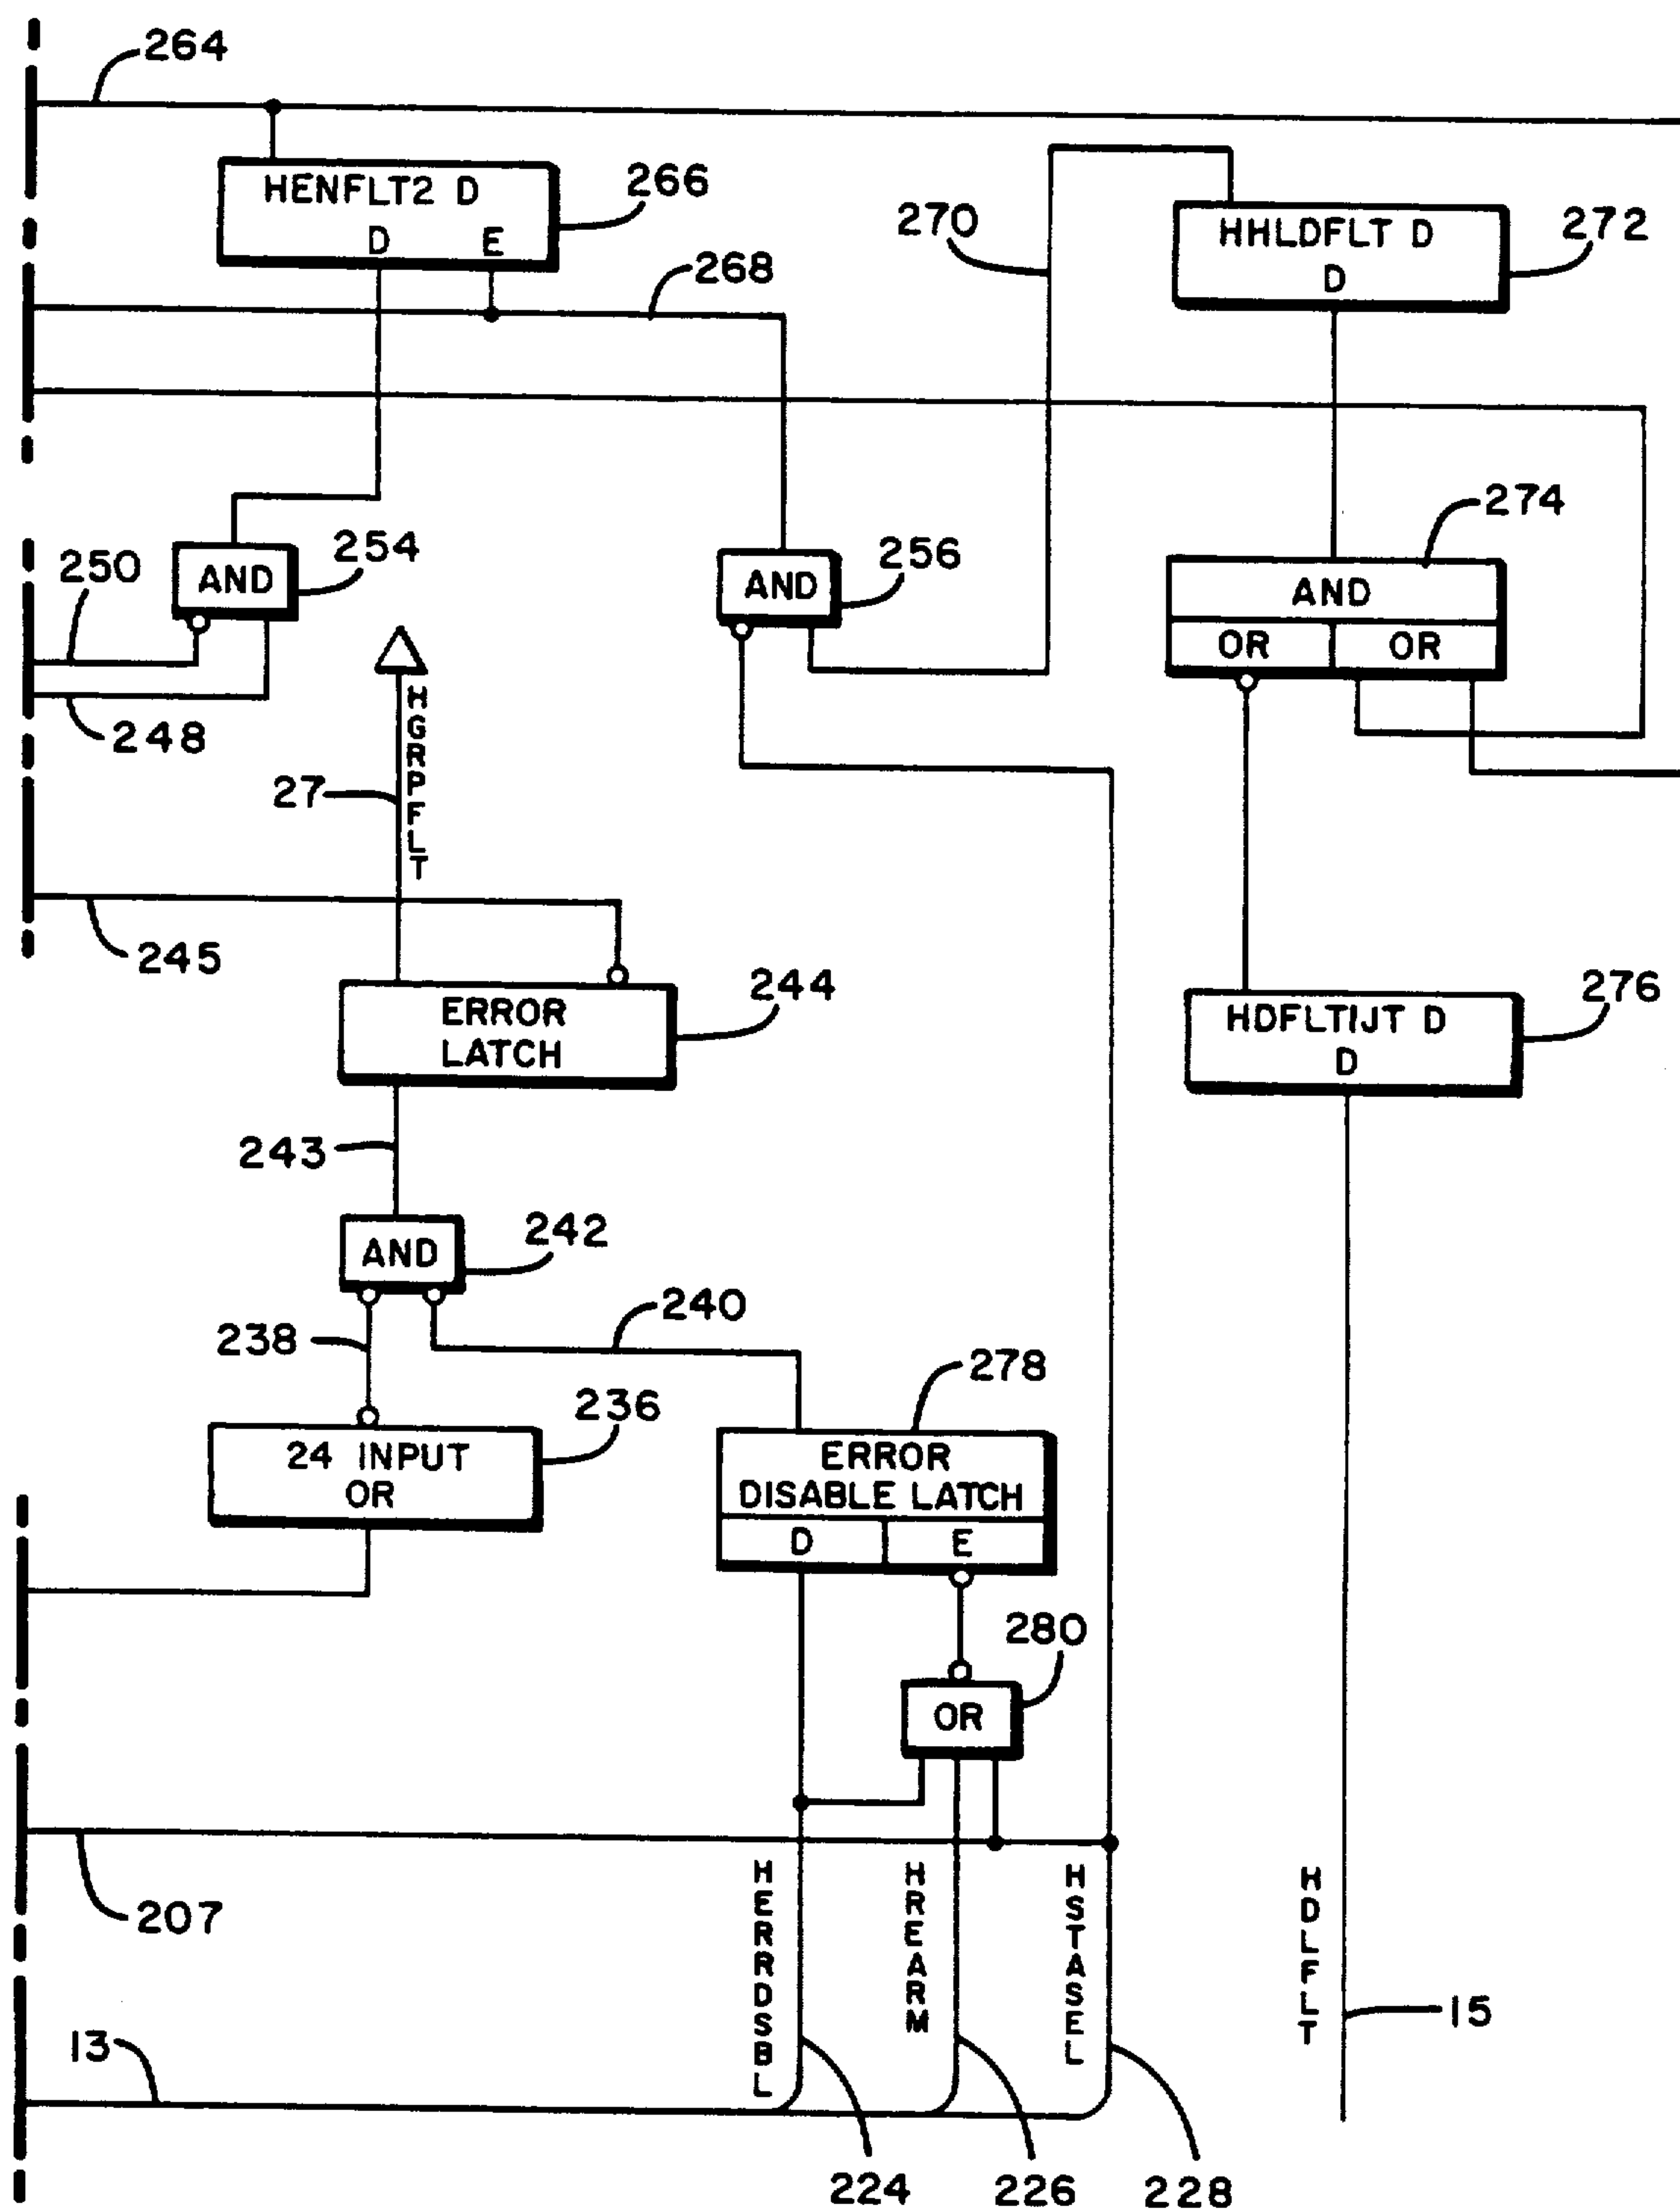 264
HENFLT2 D
D E
266
268
270
HHLDFLT D
D
272
274
AND
OR OR
250
AND
254
AND
256
248
HGRPFLT
27
245
ERROR
LATCH
244
HDFLTIJT D
D
276
243
AND
242
240
238
278
24 INPUT
OR
236
ERROR
DISABLE LATCH
D E
280
OR
207
HERRDSBL
HREARM
HSTASEL
HDLFLT
15
13
224
226
228